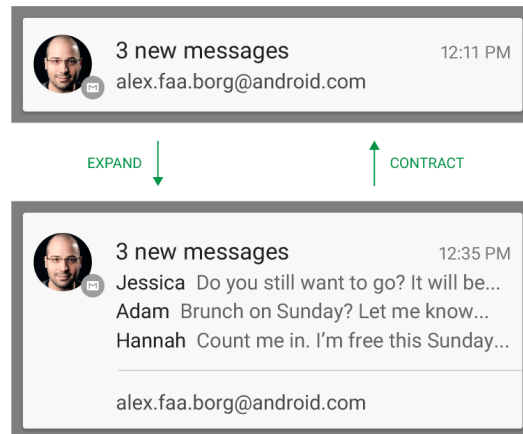 3 new messages 12:11 PM
alex.faa.borg@android.com
EXPAND CONTRACT
3 new messages 12:35 PM
Jessica Do you still want to go? It will be...
Adam Brunch on Sunday? Let me know...
Hannah Count me in. I'm free this Sunday...
alex.faa.borg@android.com